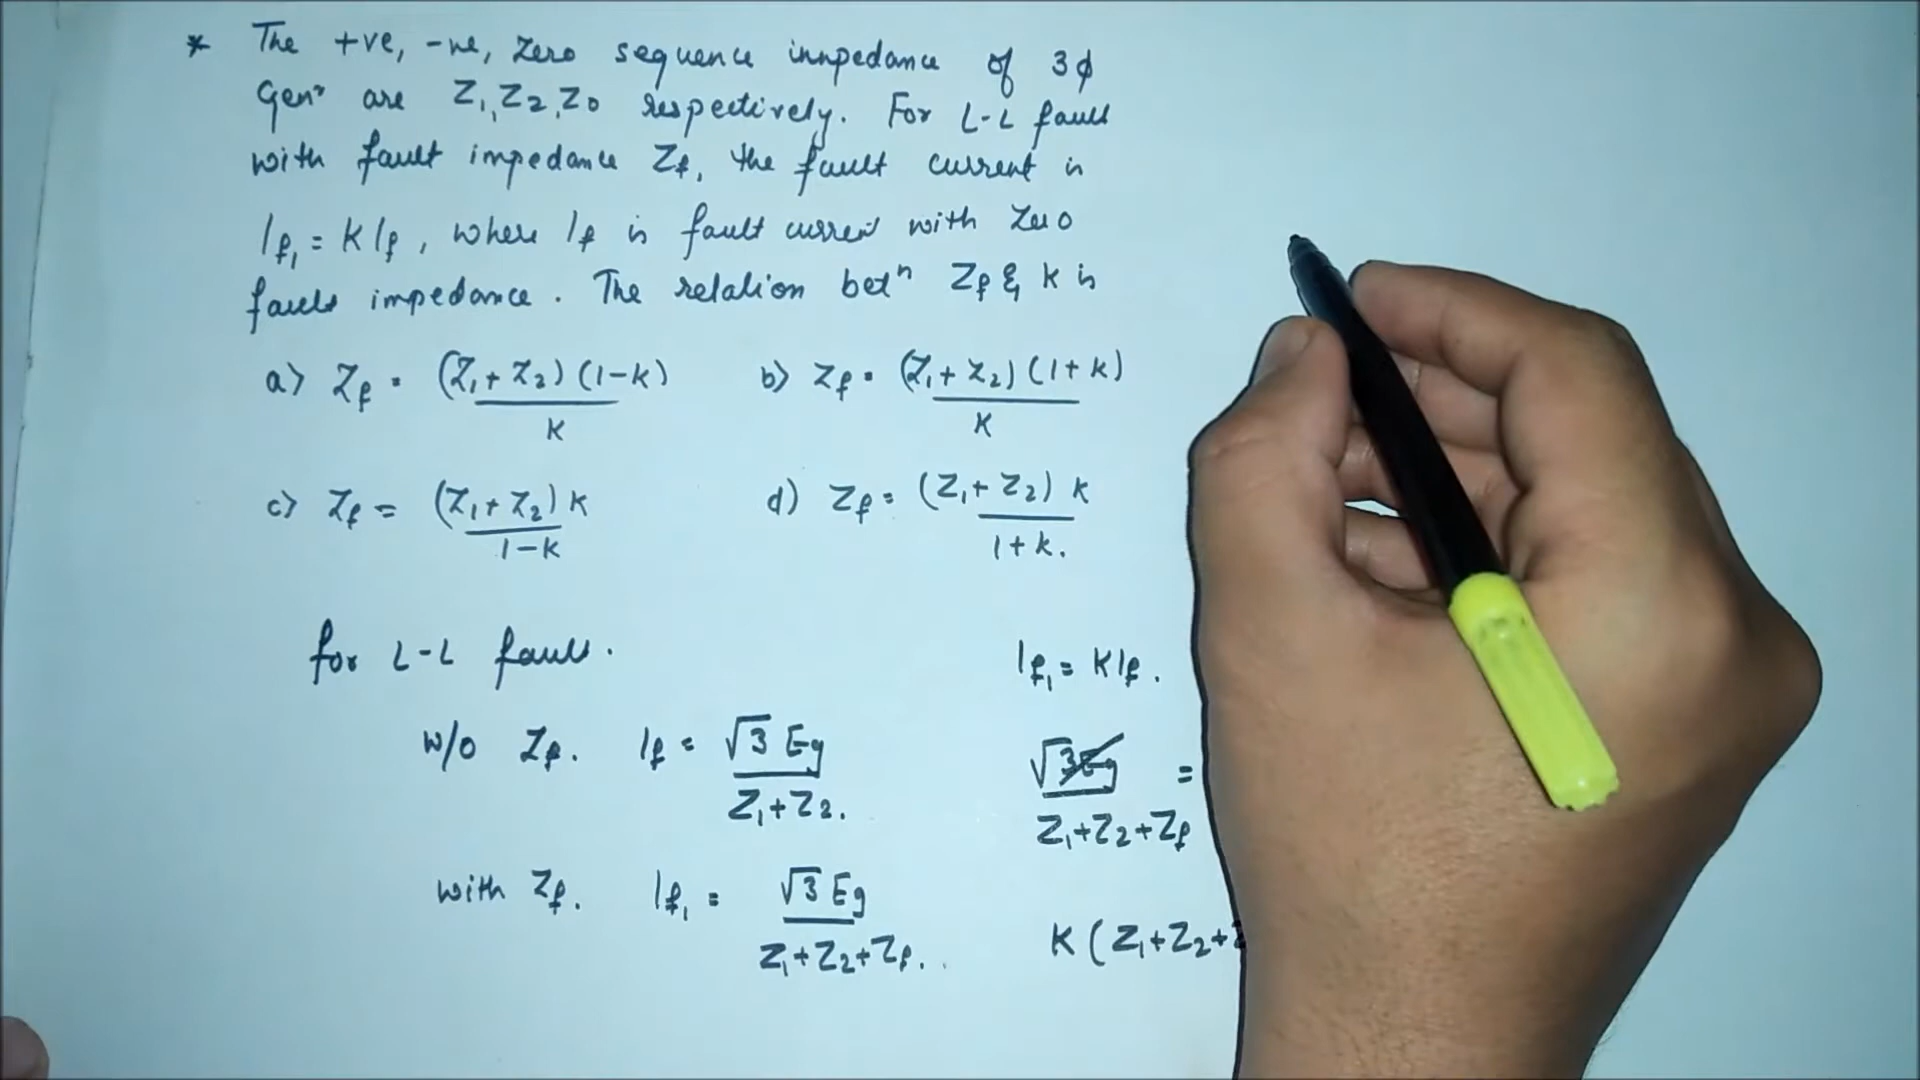 * The +ve, -ve, zero sequence impedance of 3φ
Genr are Z1, Z2, Z0 respectively. For L-L fault
with fault impedance Zf, the fault current is
If1 = K If, where If is fault current with zero
fault impedance. The relation betn Zf & K is
a) Zf = (Z1 + Z2) (1-K) / K b) Zf = (Z1 + Z2) (1+K) / K
c) Zf = (Z1 + Z2) K / 1-K d) Zf = (Z1 + Z2) K / 1+K.
for L-L fault.
If1 = K If.
w/o Zf. If = √3 Eg / Z1+Z2.
√3Eg / Z1+Z2+Zf =
with Zf. If1 = √3 Eg / Z1+Z2+Zf.
K (Z1+Z2+